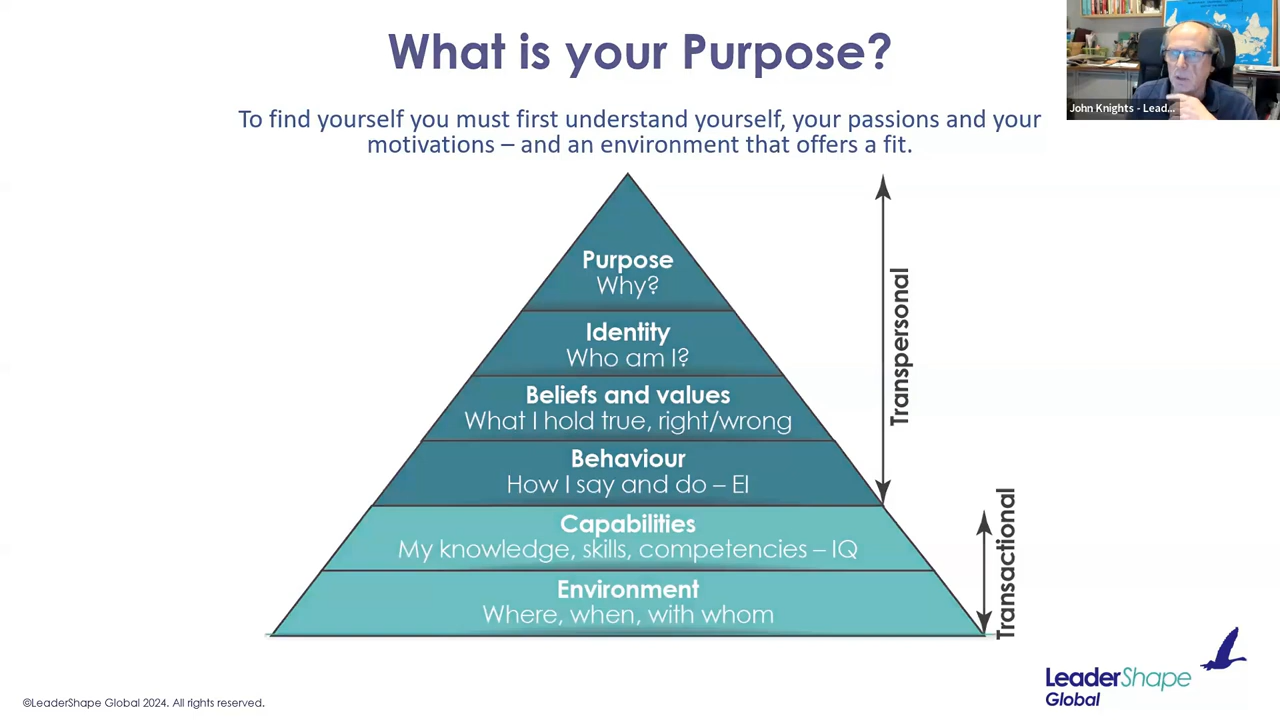 What is your Purpose?
To find yourself you must first understand yourself, your passions and your
motivations – and an environment that offers a fit.
John Knights - Lead...
Purpose
Why?
Identity
Who am I?
Beliefs and values
What I hold true, right/wrong
Behaviour
How I say and do – EI
Capabilities
My knowledge, skills, competencies – IQ
Environment
Where, when, with whom
Transpersonal
Transactional
LeaderShape
Global
©LeaderShape Global 2024. All rights reserved.